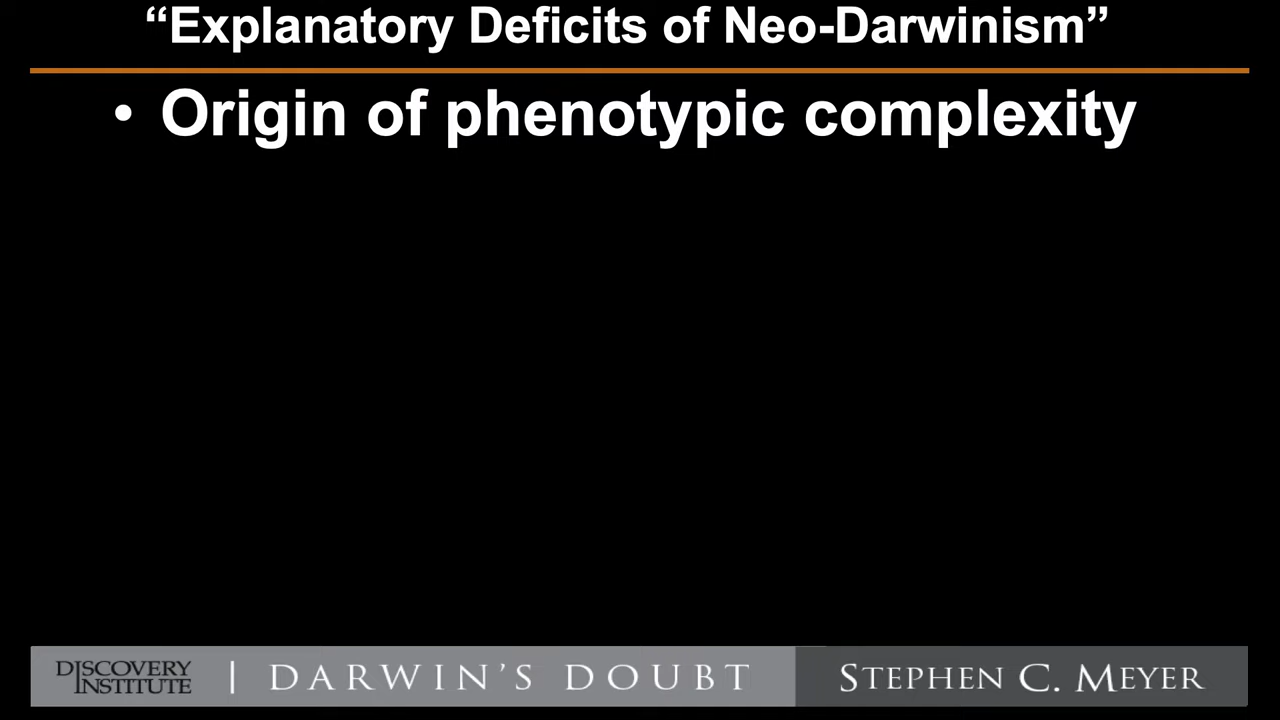 “Explanatory Deficits of Neo-Darwinism”
• Origin of phenotypic complexity
DISCOVERY
INSTITUTE
| DARWIN’S DOUBT
STEPHEN C. MEYER